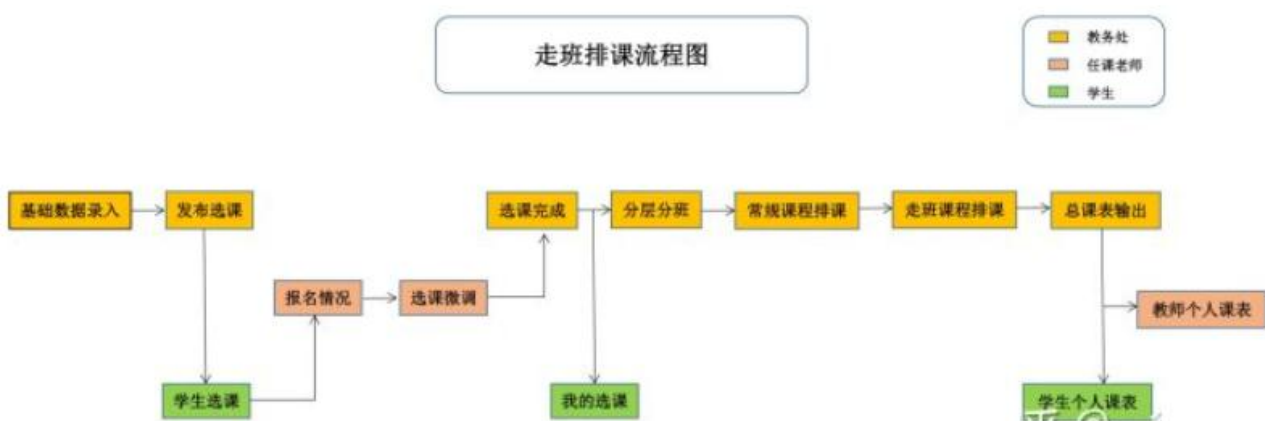 走班排课流程图
教务处
任课老师
学生
基础数据录入
发布选课
选课完成
分层分班
常规课程排课
走班课程排课
总课表输出
报名情况
选课微调
教师个人课表
学生选课
我的选课
学生个人课表